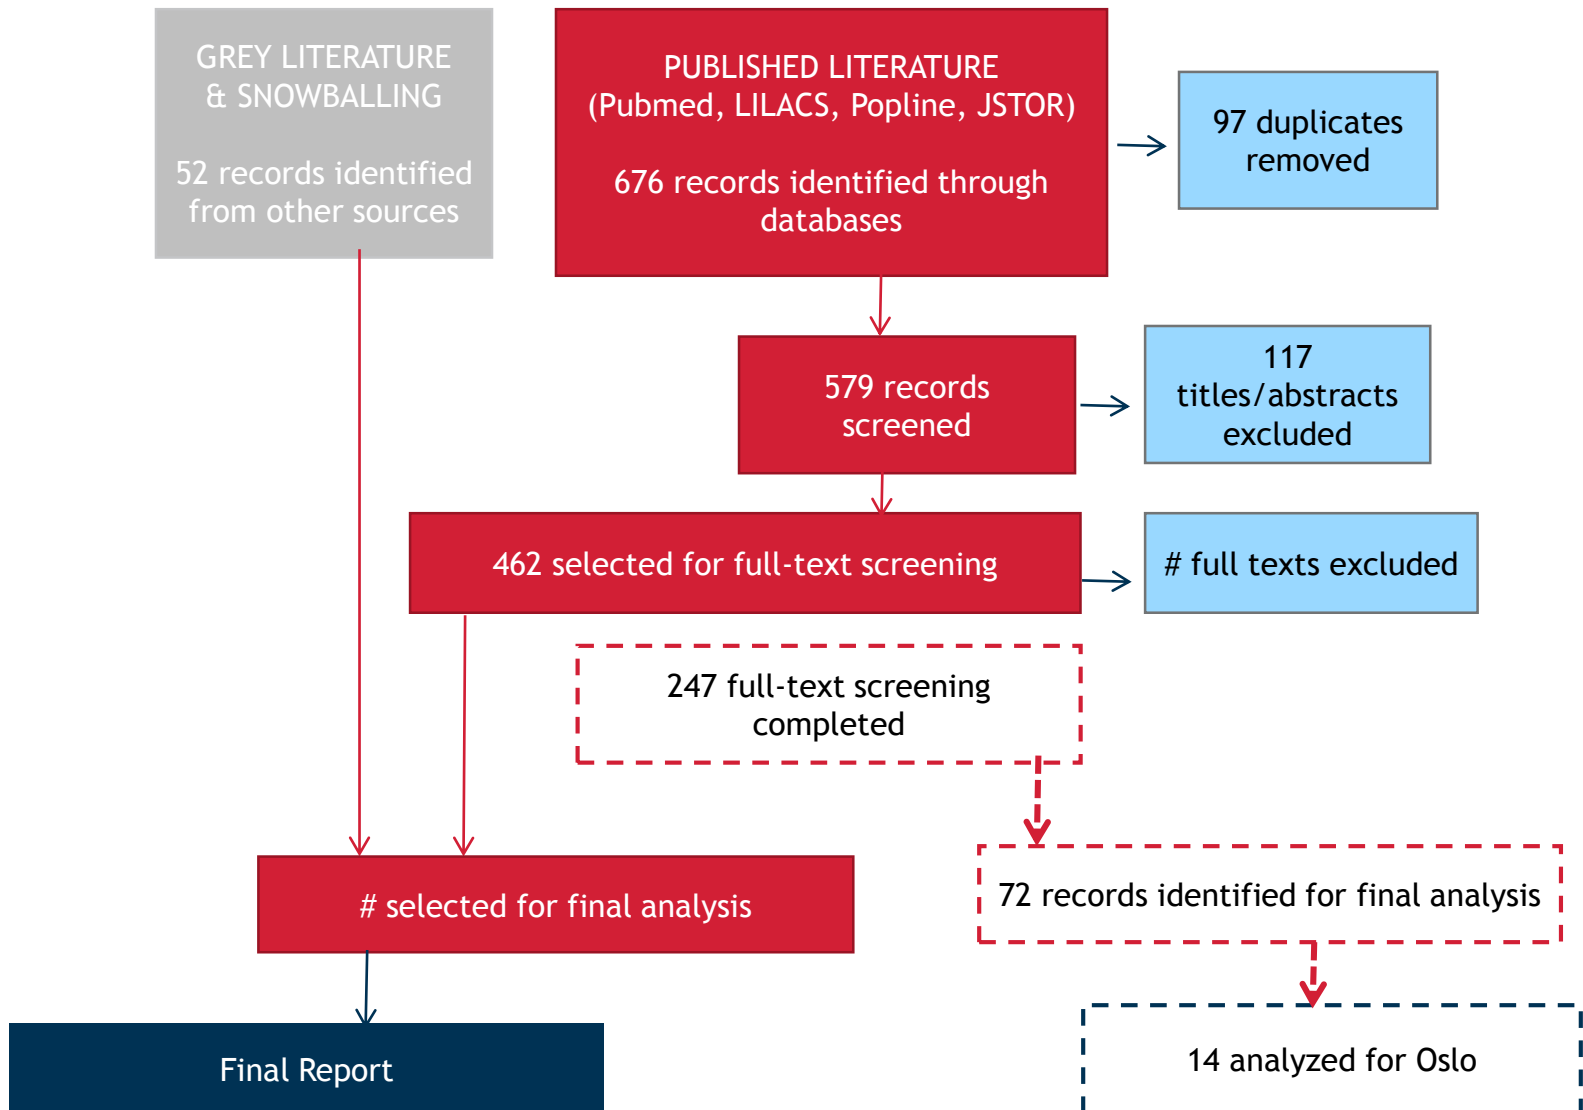 GREY LITERATURE
& SNOWBALLING
52 records identified
from other sources
PUBLISHED LITERATURE
(Pubmed, LILACS, Popline, JSTOR)
676 records identified through
databases
97 duplicates
removed
579 records
screened
117
titles/abstracts
excluded
462 selected for full-text screening
# full texts excluded
247 full-text screening
completed
# selected for final analysis
72 records identified for final analysis
Final Report
14 analyzed for Oslo